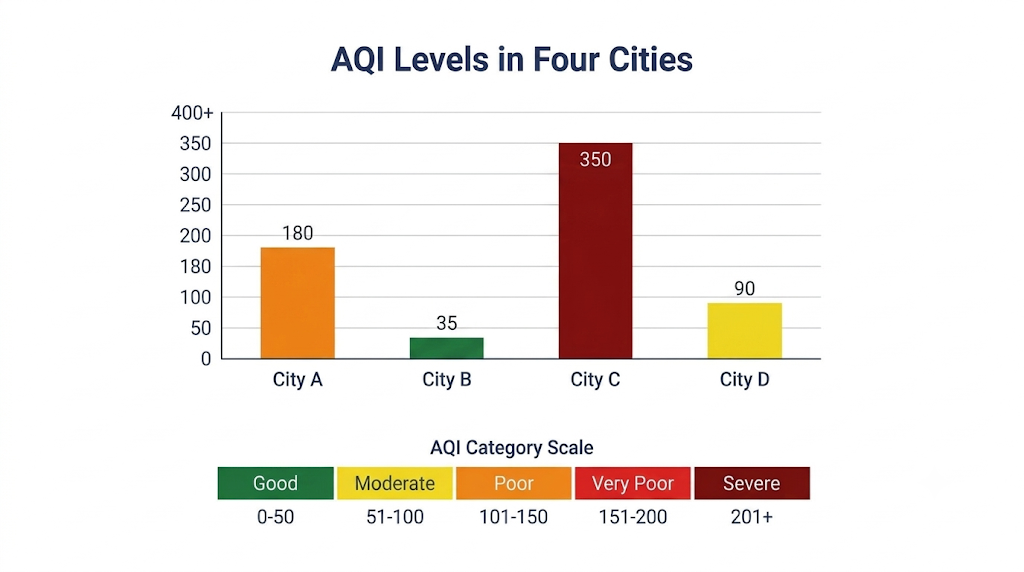 AQI Levels in Four Cities
400+
350
300
250
200
180
100
50
0
180
35
350
90
City A City B City C City D
AQI Category Scale
Good Moderate Poor Very Poor Severe
0-50 51-100 101-150 151-200 201+